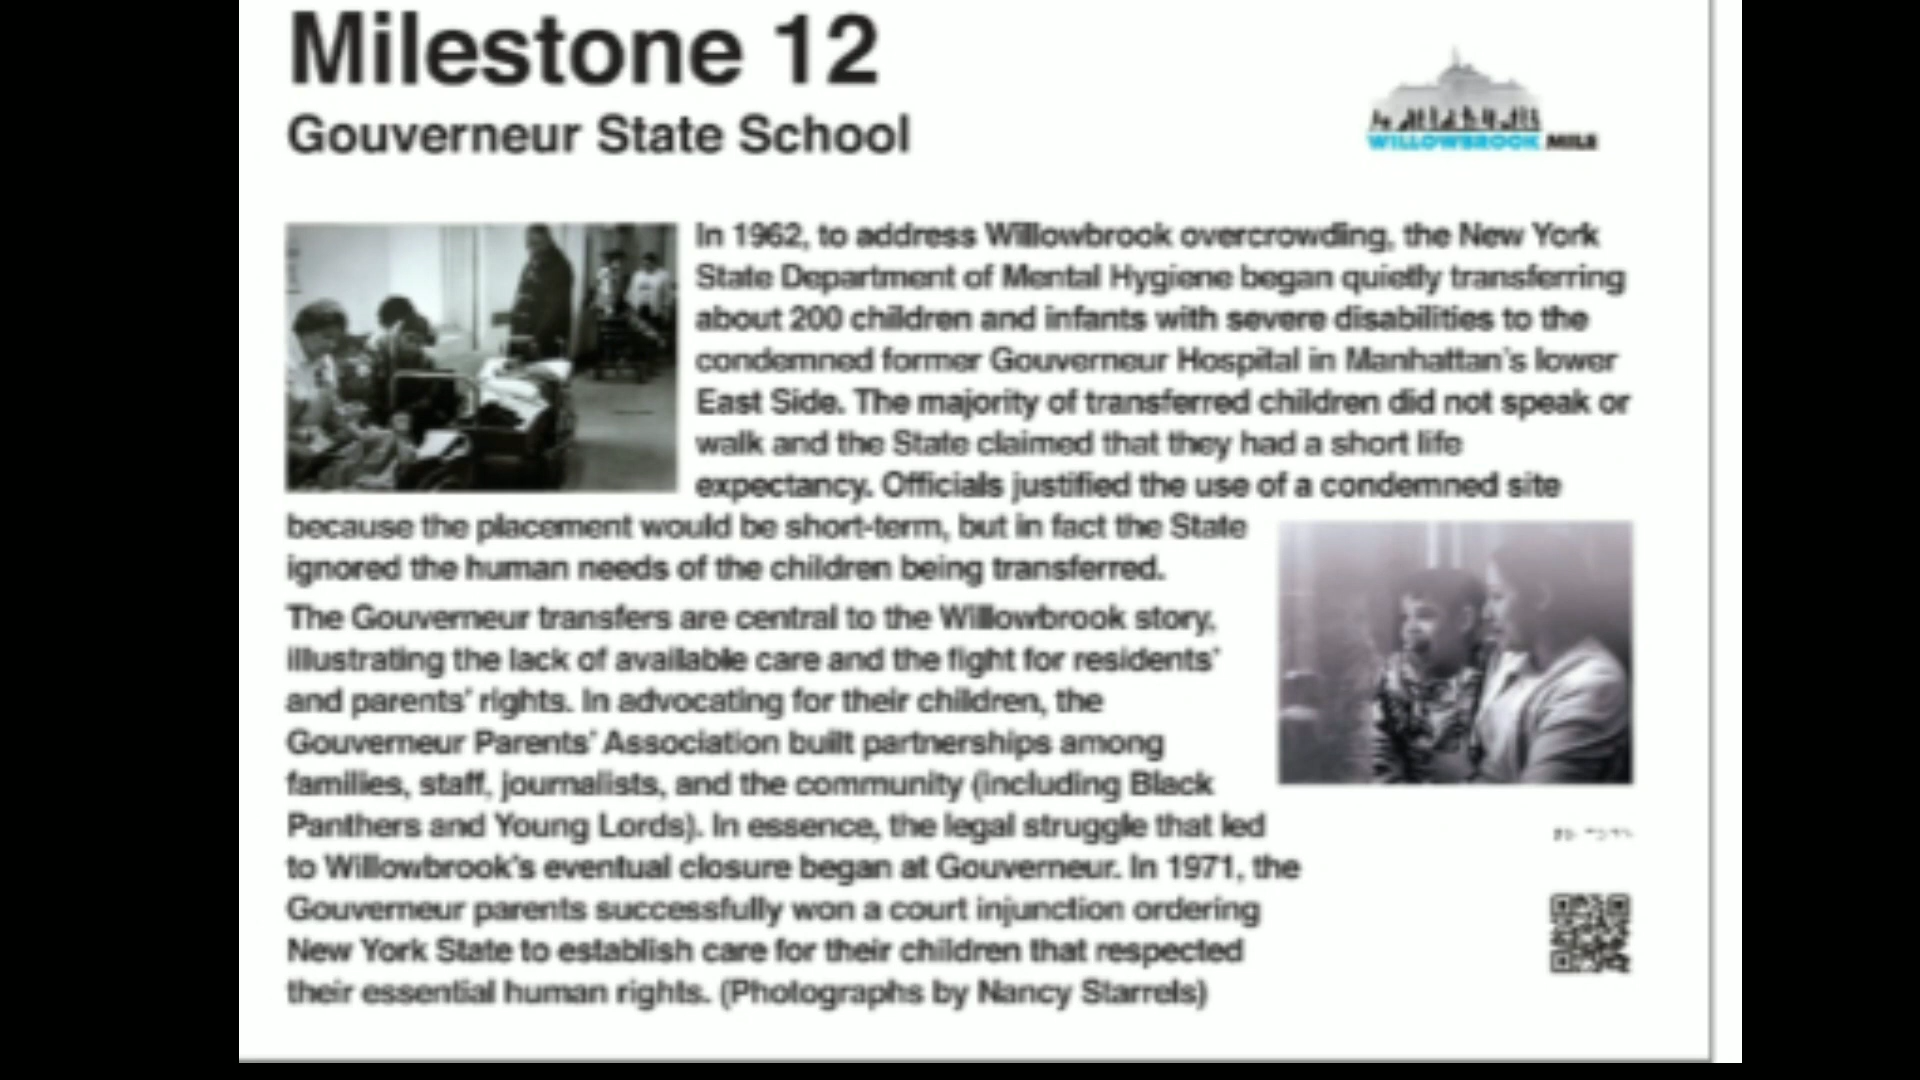 Milestone 12
Gouverneur State School
WILLOWBROOK MILE
In 1962, to address Willowbrook overcrowding, the New York
State Department of Mental Hygiene began quietly transferring
about 200 children and infants with severe disabilities to the
condemned former Gouverneur Hospital in Manhattan's lower
East Side. The majority of transferred children did not speak or
walk and the State claimed that they had a short life
expectancy. Officials justified the use of a condemned site
because the placement would be short-term, but in fact the State
ignored the human needs of the children being transferred.
The Gouverneur transfers are central to the Willowbrook story,
illustrating the lack of available care and the fight for residents'
and parents' rights. In advocating for their children, the
Gouverneur Parents' Association built partnerships among
families, staff, journalists, and the community (including Black
Panthers and Young Lords). In essence, the legal struggle that led
to Willowbrook's eventual closure began at Gouverneur. In 1971, the
Gouverneur parents successfully won a court injunction ordering
New York State to establish care for their children that respected
their essential human rights. (Photographs by Nancy Starrels)